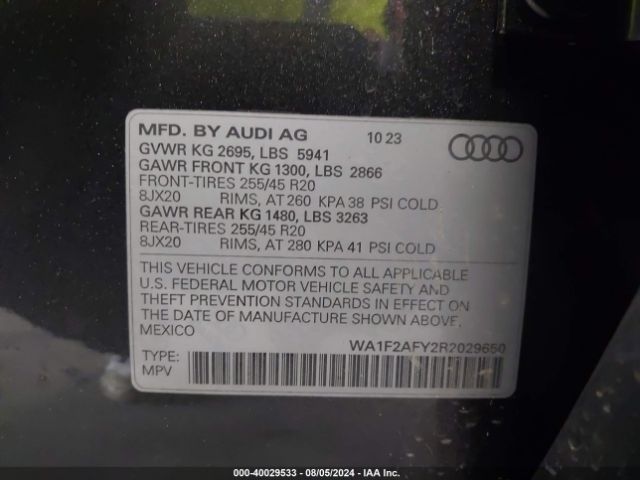 MFD. BY AUDI AG 10 23
GVWR KG 2695, LBS 5941
GAWR FRONT KG 1300, LBS 2866
FRONT-TIRES 255/45 R20
8JX20 RIMS, AT 260 KPA 38 PSI COLD
GAWR REAR KG 1480, LBS 3263
REAR-TIRES 255/45 R20
8JX20 RIMS, AT 280 KPA 41 PSI COLD
THIS VEHICLE CONFORMS TO ALL APPLICABLE
U.S. FEDERAL MOTOR VEHICLE SAFETY AND
THEFT PREVENTION STANDARDS IN EFFECT ON
THE DATE OF MANUFACTURE SHOWN ABOVE.
MEXICO
WA1F2AFY2R2029650
TYPE:
MPV
000-40029533 - 08/05/2024 - IAA Inc.